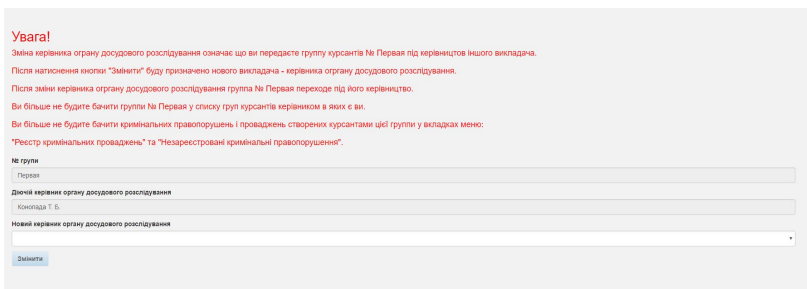 Увага!
Зміна керівника ограну досудового розслідування означає що ви передаєте группу курсантів № Первая під керівництов іншого викладача.
Після натиснення кнопки "Змінити" буду призначено нового викладача - керівника огргану досудового розслідування.
Після зміни керівника огргану досудового розслідування группа № Первая переходе під його керівництво.
Ви більше не будите бачити группи № Первая у списку груп курсантів керівником в яких є ви.
Ви більше не будите бачити кримінальних правопорушень і проваджень створених курсантами цієї группи у вкладках меню:
"Реєстр кримінальних проваджень" та "Незареєстровані кримінальні правопорушення".
№ групи
Первая
Діючій керівник органу досудового розслідування
Конопада Т. Б.
Новий керівник органу досудового розслідування
Змінити